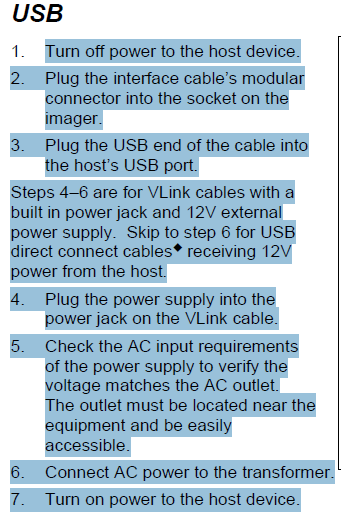 USB
1. Turn off power to the host device.
2. Plug the interface cable's modular
connector into the socket on the
imager.
3. Plug the USB end of the cable into
the host's USB port.
Steps 4–6 are for VLink cables with a
built in power jack and 12V external
power supply. Skip to step 6 for USB
direct connect cables◆ receiving 12V
power from the host.
4. Plug the power supply into the
power jack on the VLink cable.
5. Check the AC input requirements
of the power supply to verify the
voltage matches the AC outlet.
The outlet must be located near the
equipment and be easily
accessible.
6. Connect AC power to the transformer.
7. Turn on power to the host device.